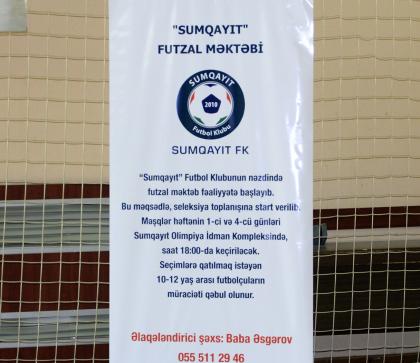 "SUMQAYIT"
FUTZAL MƏKTƏBİ
SUMQAYIT
2010
Futbol Klubu
SUMQAYIT FK
“Sumqayıt” Futbol Klubunun nəzdində
futzal məktəb fəaliyyətə başlayıb.
Bu məqsədlə, seleksiya toplanışına start verilib.
Məşqlər həftənin 1-ci və 4-cü günləri
Sumqayıt Olimpiya İdman Kompleksində,
saat 18:00-da keçiriləcək.
Seçimlərə qatılmaq istəyən
10-12 yaş arası futbolçuların
müraciəti qəbul olunur.
Əlaqələndirici şəxs: Baba Əsgərov
055 511 29 46